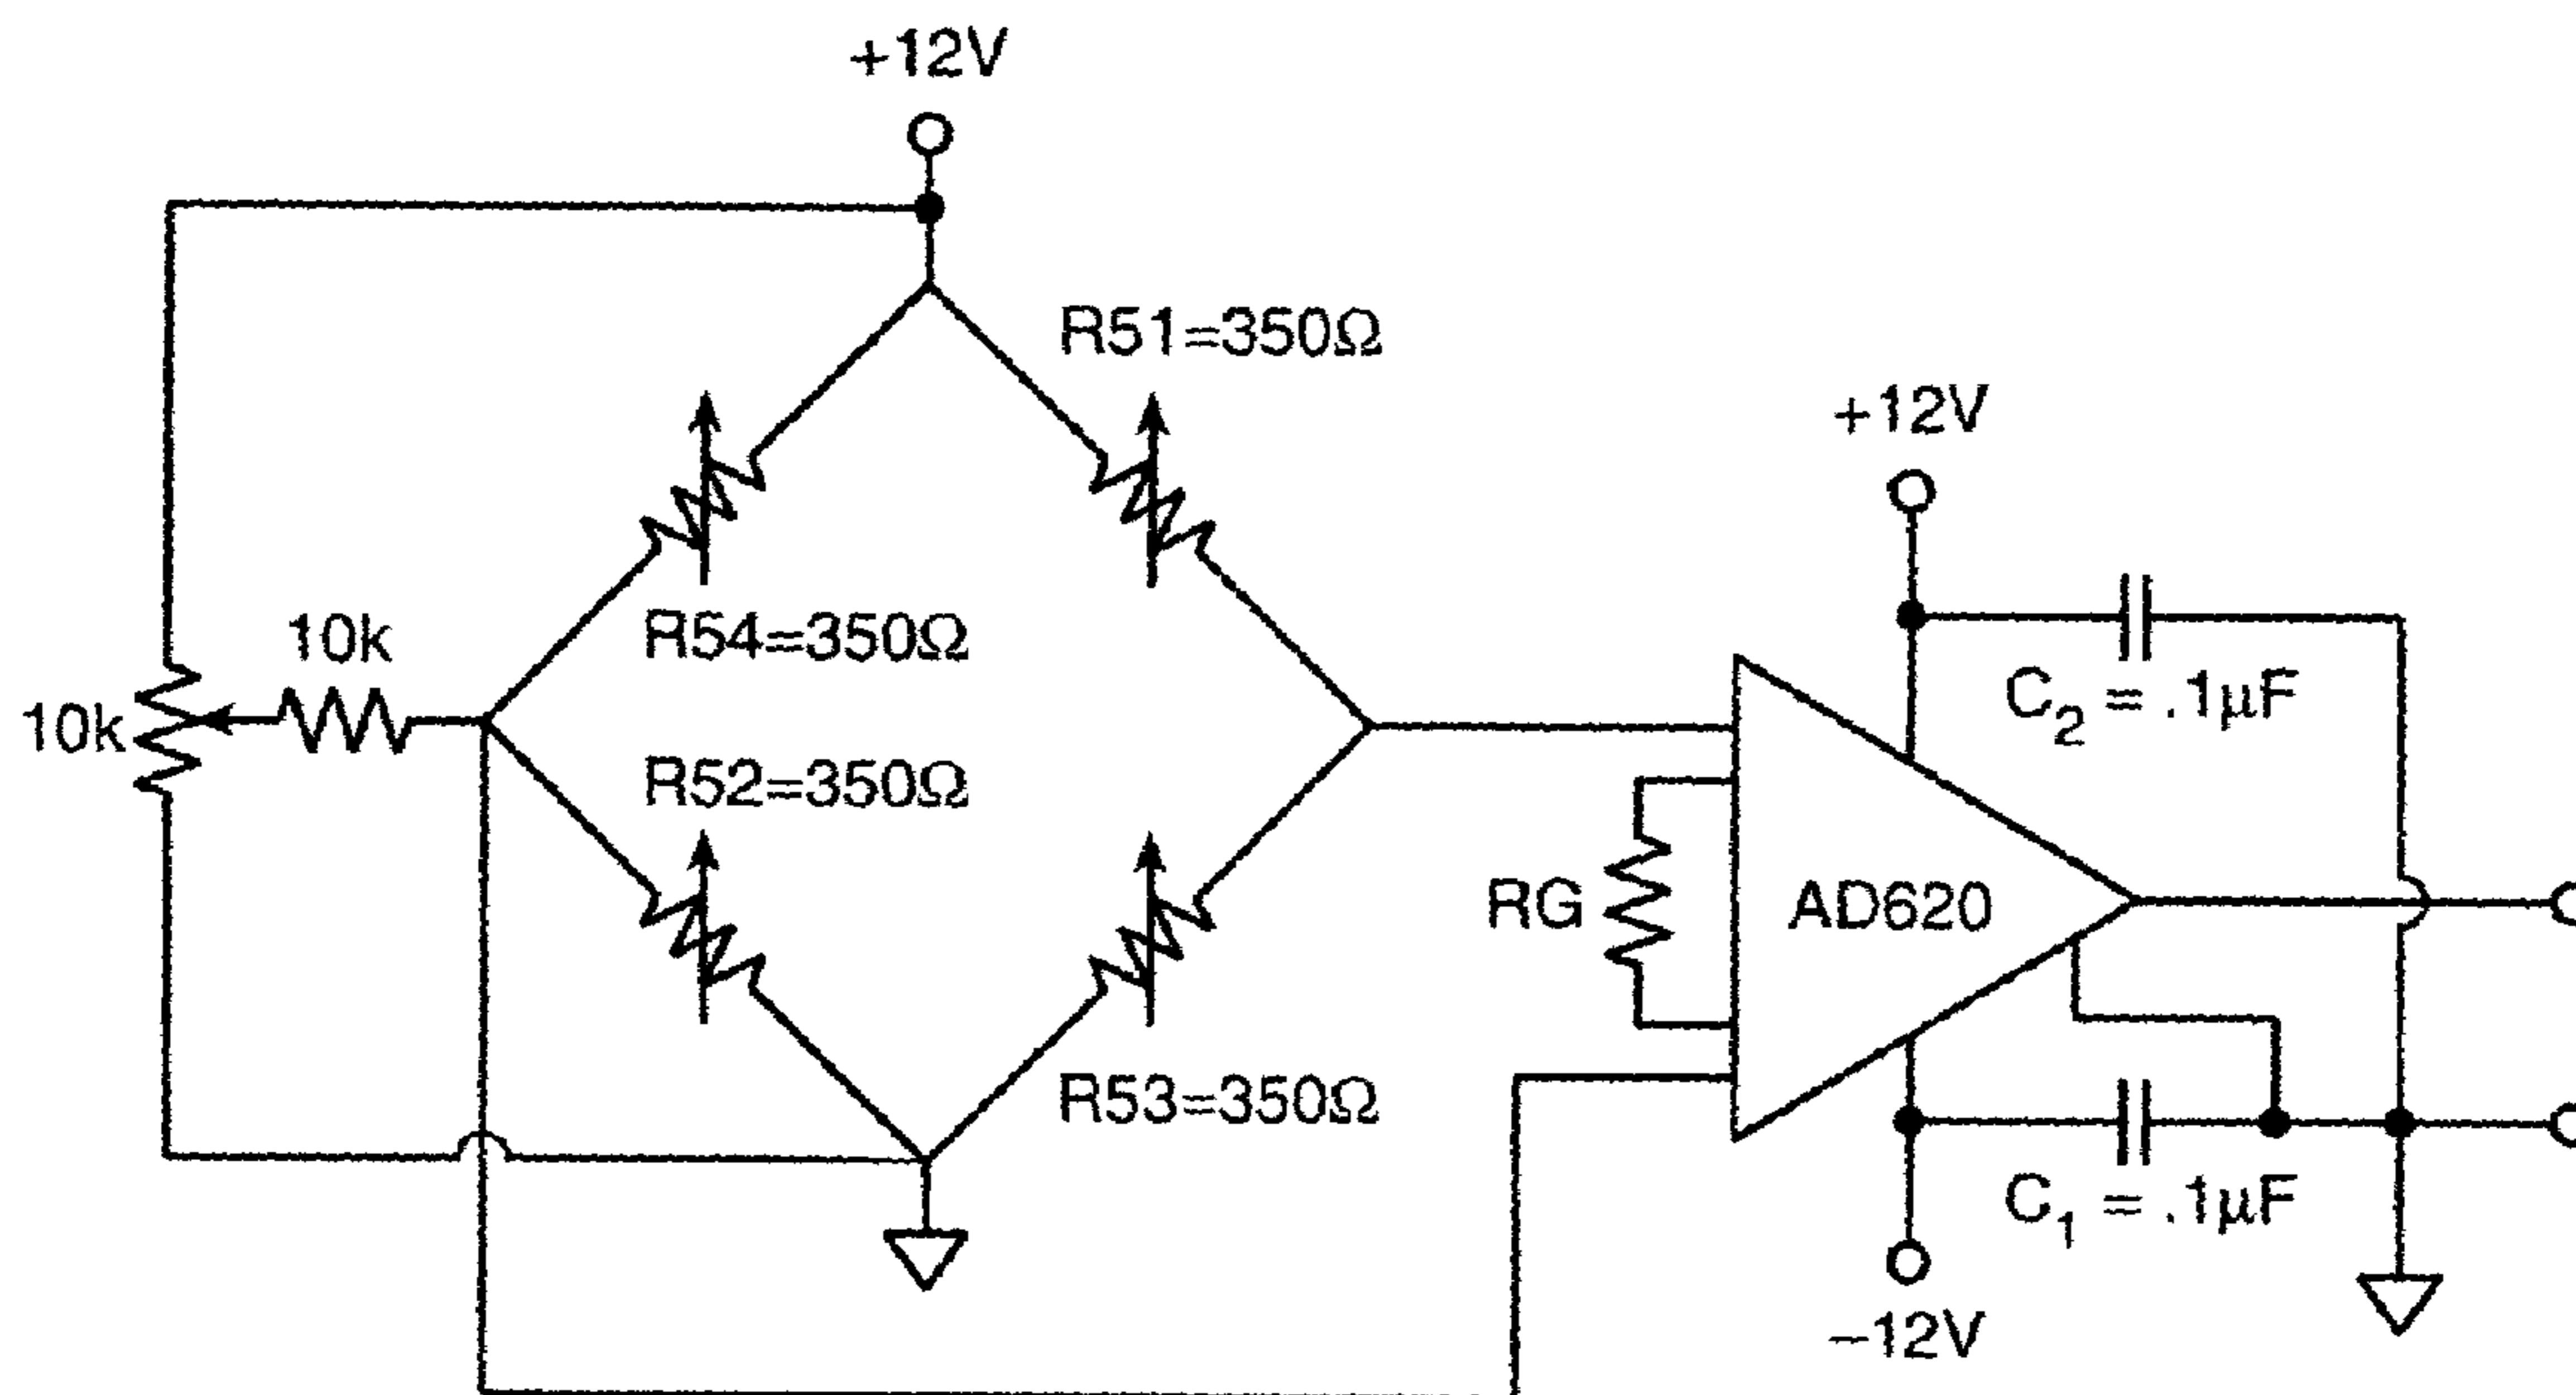 +12V
R51=350Ω
+12V
10k
R54=350Ω
C2 = .1μF
10k
R52=350Ω
RG
AD620
R53=350Ω
C1 = .1μF
−12V